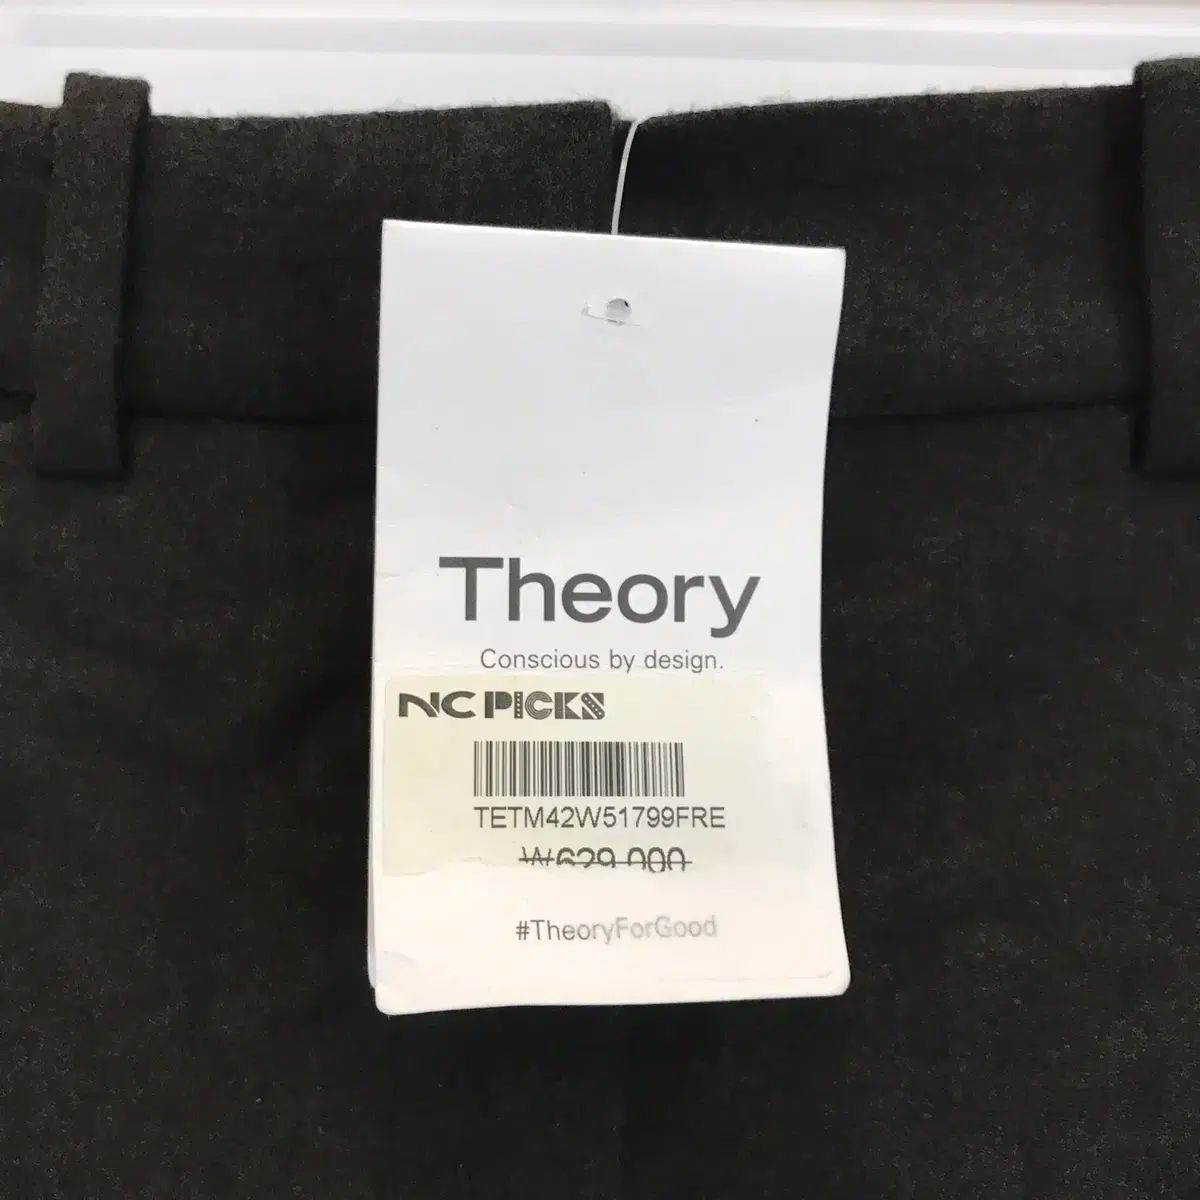 Theory
Conscious by design.
NC PICKS
TETM42W51799FRE
₩629,000
#TheoryForGood